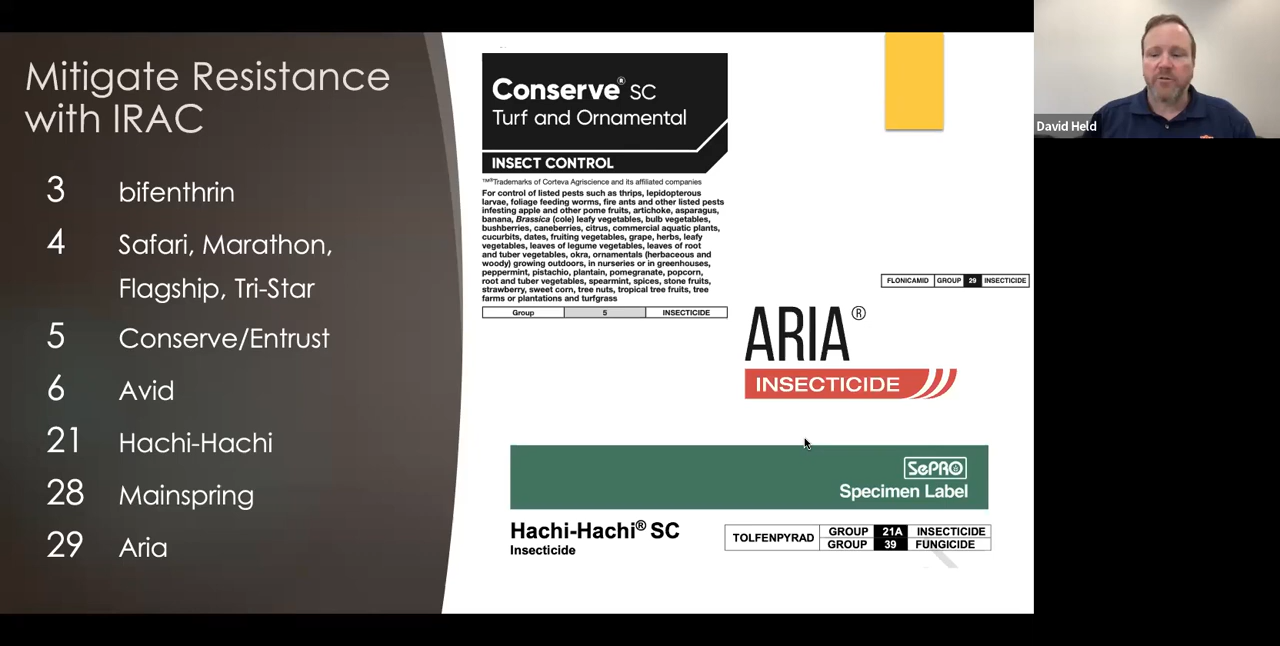 Mitigate Resistance
with IRAC
3 bifenthrin
4 Safari, Marathon,
Flagship, Tri-Star
5 Conserve/Entrust
6 Avid
21 Hachi-Hachi
28 Mainspring
29 Aria
Conserve® SC
Turf and Ornamental
INSECT CONTROL
™®Trademarks of Corteva Agriscience and its affiliated companies
For control of listed pests such as thrips, lepidopterous
larvae, foliage feeding worms, fire ants and other listed pests
infesting apple and other pome fruits, artichoke, asparagus,
banana, Brassica (cole) leafy vegetables, bulb vegetables,
bushberries, caneberries, citrus, commercial aquatic plants,
cucurbits, dates, fruiting vegetables, grape, herbs, leafy
vegetables, leaves of legume vegetables, leaves of root
and tuber vegetables, okra, ornamentals (herbaceous and
woody) growing outdoors, in nurseries or in greenhouses,
peppermint, pistachio, plantain, pomegranate, popcorn,
root and tuber vegetables, spearmint, spices, stone fruits,
strawberry, sweet corn, tree nuts, tropical tree fruits, tree
farms or plantations and turfgrass
Group 5 INSECTICIDE
FLONICAMID GROUP 29 INSECTICIDE
ARIA®
INSECTICIDE
SePRO
Specimen Label
Hachi-Hachi® SC
Insecticide
TOLFENPYRAD GROUP 21A INSECTICIDE
GROUP 39 FUNGICIDE
David Held